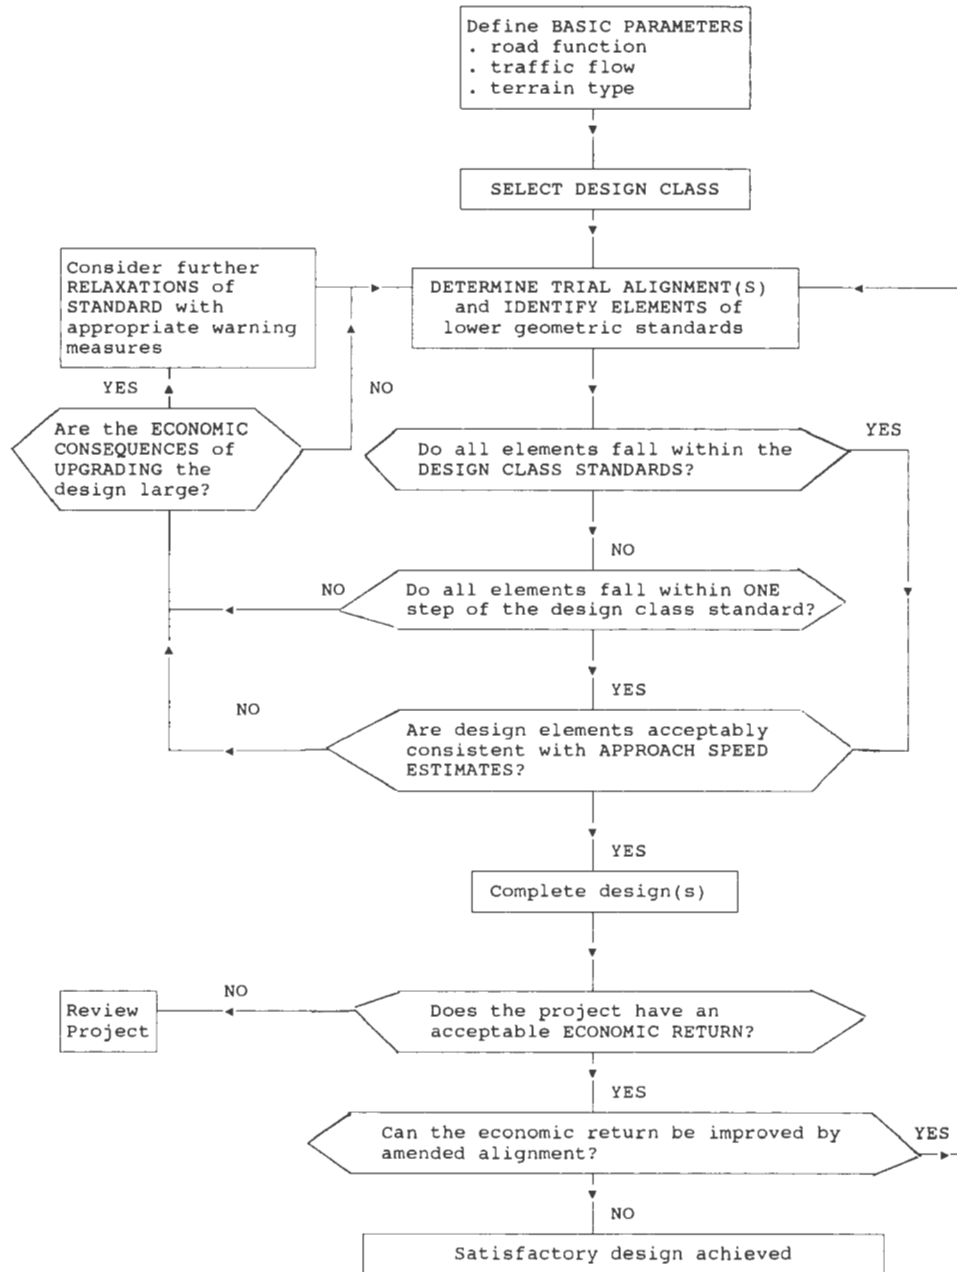 Define BASIC PARAMETERS
. road function
. traffic flow
. terrain type
SELECT DESIGN CLASS
Consider further
RELAXATIONS of
STANDARD with
appropriate warning
measures
DETERMINE TRIAL ALIGNMENT(S)
and IDENTIFY ELEMENTS of
lower geometric standards
YES
NO
Are the ECONOMIC
CONSEQUENCES of
UPGRADING the
design large?
Do all elements fall within the
DESIGN CLASS STANDARDS?
YES
NO
Do all elements fall within ONE
step of the design class standard?
NO
YES
Are design elements acceptably
consistent with APPROACH SPEED
ESTIMATES?
NO
YES
Complete design(s)
Does the project have an
acceptable ECONOMIC RETURN?
NO
Review
Project
YES
Can the economic return be improved by
amended alignment?
YES
NO
Satisfactory design achieved